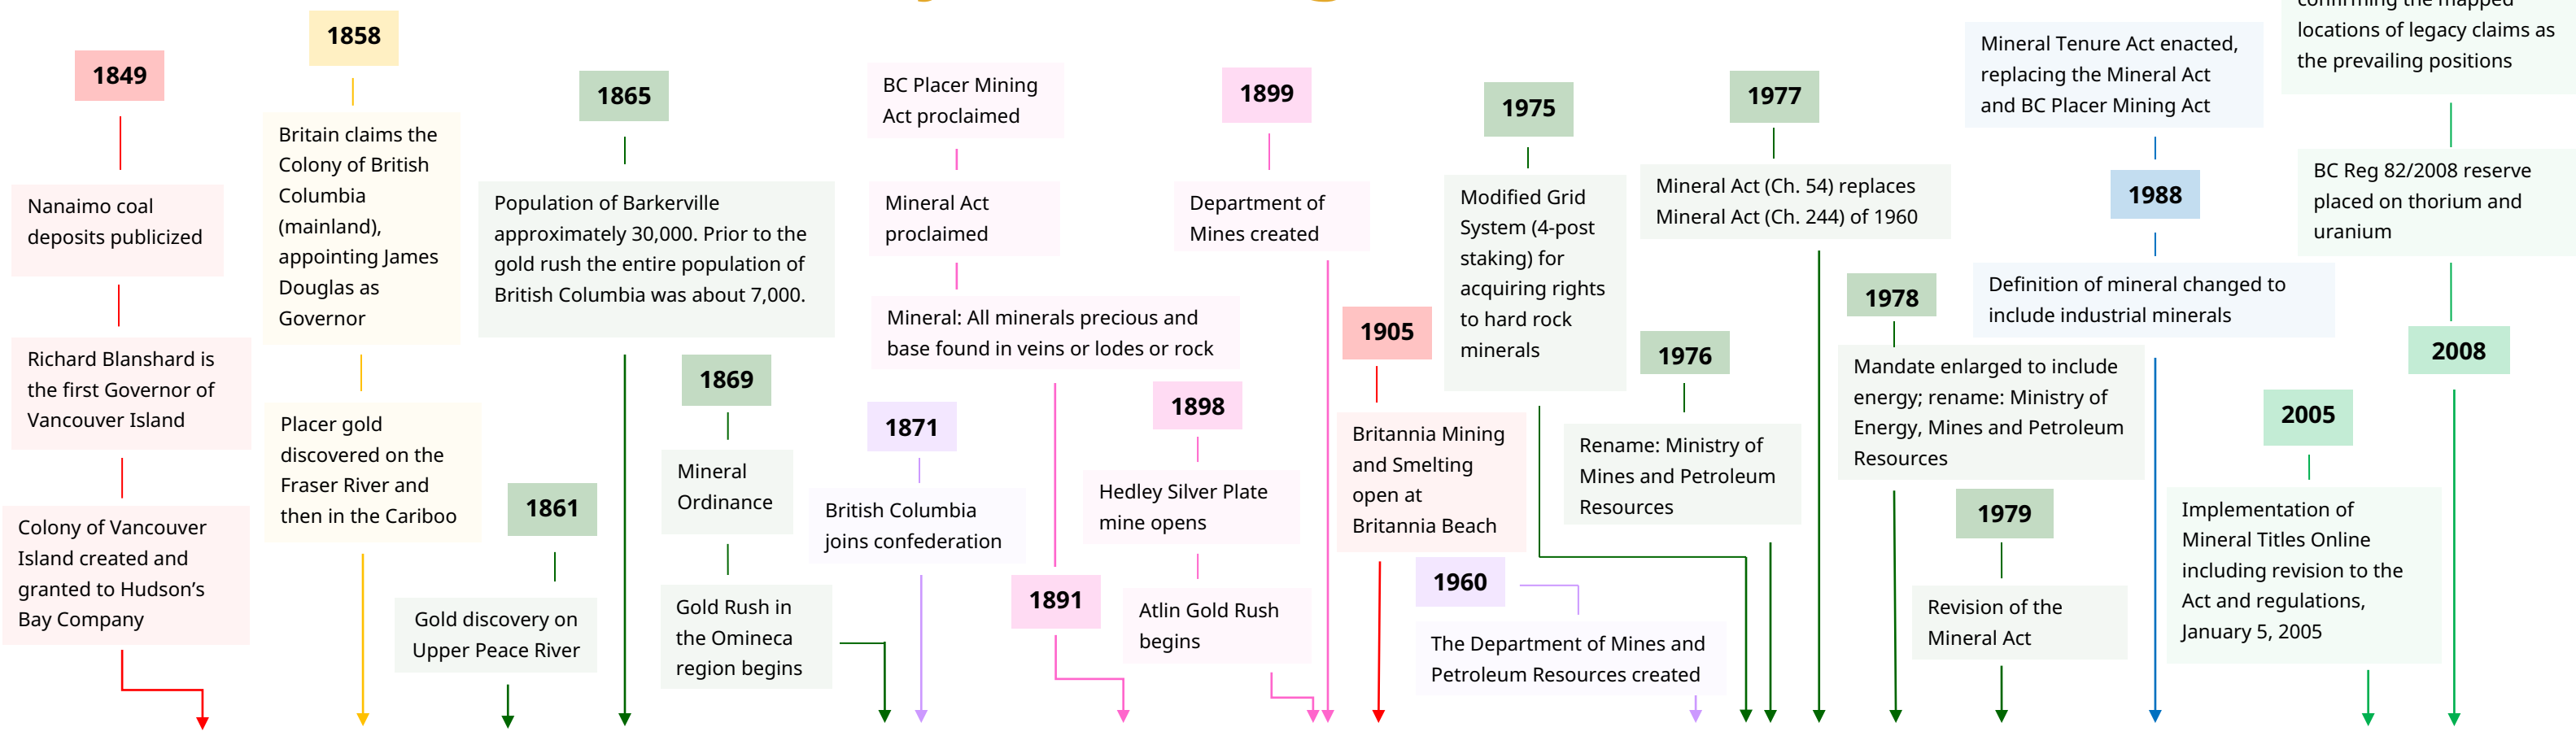 1849
Nanaimo coal
deposits publicized
Richard Blanshard is
the first Governor of
Vancouver Island
Colony of Vancouver
Island created and
granted to Hudson’s
Bay Company
1858
Britain claims the
Colony of British
Columbia
(mainland),
appointing James
Douglas as
Governor
Placer gold
discovered on the
Fraser River and
then in the Cariboo
1861
Gold discovery on
Upper Peace River
1865
Population of Barkerville
approximately 30,000. Prior to the
gold rush the entire population of
British Columbia was about 7,000.
1869
Mineral
Ordinance
Gold Rush in
the Omineca
region begins
1871
British Columbia
joins confederation
BC Placer Mining
Act proclaimed
Mineral Act
proclaimed
Mineral: All minerals precious and
base found in veins or lodes or rock
1891
1898
Hedley Silver Plate
mine opens
Atlin Gold Rush
begins
1899
Department of
Mines created
1905
Britannia Mining
and Smelting
open at
Britannia Beach
1960
The Department of Mines and
Petroleum Resources created
1975
Modified Grid
System (4-post
staking) for
acquiring rights
to hard rock
minerals
1976
Rename: Ministry of
Mines and Petroleum
Resources
1977
Mineral Act (Ch. 54) replaces
Mineral Act (Ch. 244) of 1960
1978
Mandate enlarged to include
energy; rename: Ministry of
Energy, Mines and Petroleum
Resources
1979
Revision of the
Mineral Act
Mineral Tenure Act enacted,
replacing the Mineral Act
and BC Placer Mining Act
1988
Definition of mineral changed to
include industrial minerals
2005
Implementation of
Mineral Titles Online
including revision to the
Act and regulations,
January 5, 2005
confirming the mapped
locations of legacy claims as
the prevailing positions
BC Reg 82/2008 reserve
placed on thorium and
uranium
2008